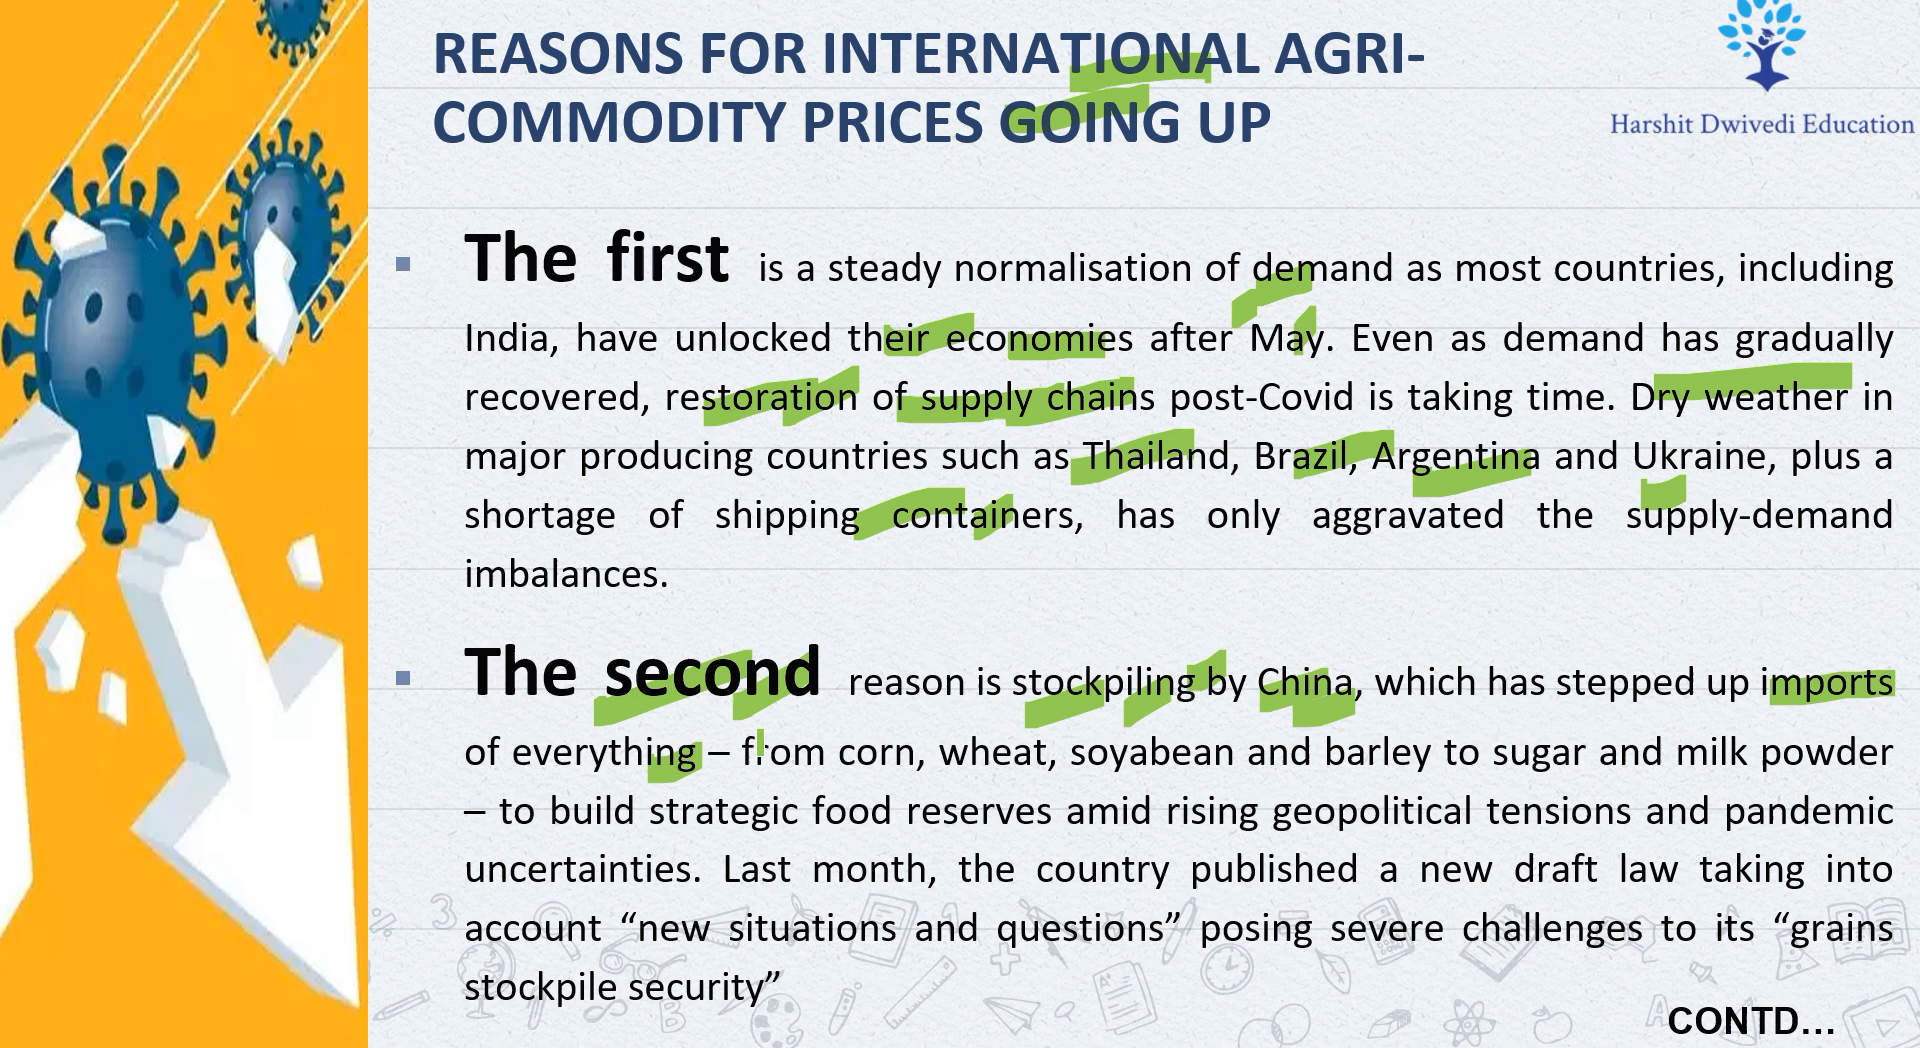 REASONS FOR INTERNATIONAL AGRI-
COMMODITY PRICES GOING UP
Harshit Dwivedi Education
The first is a steady normalisation of demand as most countries, including
India, have unlocked their economies after May. Even as demand has gradually
recovered, restoration of supply chains post-Covid is taking time. Dry weather in
major producing countries such as Thailand, Brazil, Argentina and Ukraine, plus a
shortage of shipping containers, has only aggravated the supply-demand
imbalances.
The second reason is stockpiling by China, which has stepped up imports
of everything – from corn, wheat, soyabean and barley to sugar and milk powder
– to build strategic food reserves amid rising geopolitical tensions and pandemic
uncertainties. Last month, the country published a new draft law taking into
account “new situations and questions” posing severe challenges to its “grains
stockpile security”
CONTD...